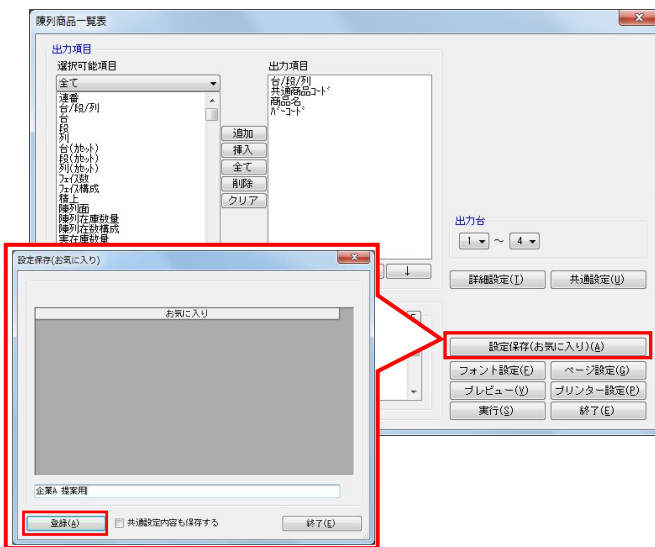 陳列商品一覧表
出力項目
選択可能項目
全て
連番
台/段/列
台
段
列
台(ｶｾｯﾄ)
段(ｶｾｯﾄ)
列(ｶｾｯﾄ)
ﾌｪｲｽ数
ﾌｪｲｽ構成
積上
陳列面
陳列在庫数量
陳列在数構成
実在庫数量
追加
挿入
全て
削除
クリア
出力項目
台/段/列
共通商品ｺｰﾄﾞ
商品名
ﾊﾞｰｺｰﾄﾞ
↓
出力台
1 ～ 4
詳細設定(I)
共通設定(U)
設定保存(お気に入り)(A)
フォント設定(F)
ページ設定(G)
プレビュー(V)
プリンター設定(P)
実行(S)
終了(E)
設定保存(お気に入り)
お気に入り
企業A 提案用
登録(A)
共通設定内容も保存する
終了(E)